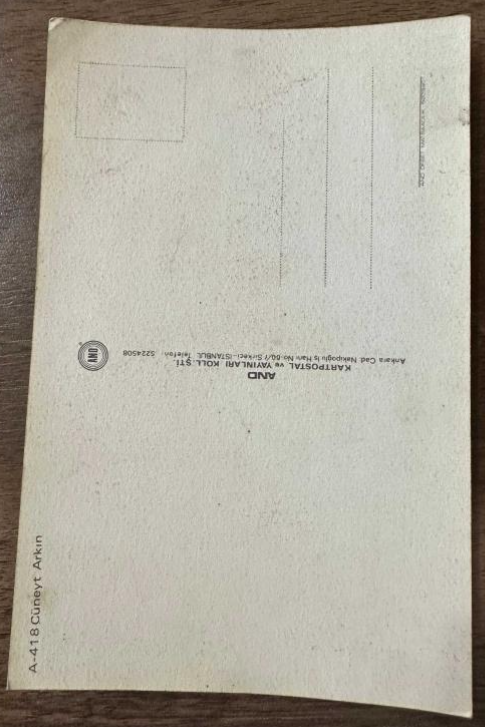 A-418 Cüneyt Arkın
AND
AND
KARTPOSTAL ve YAYINLARI KOLL. ŞTİ.
Ankara Cad. Nakipoğlu İş Hanı No: 66/7 Sirkeci-İSTANBUL Telefon: 5224508